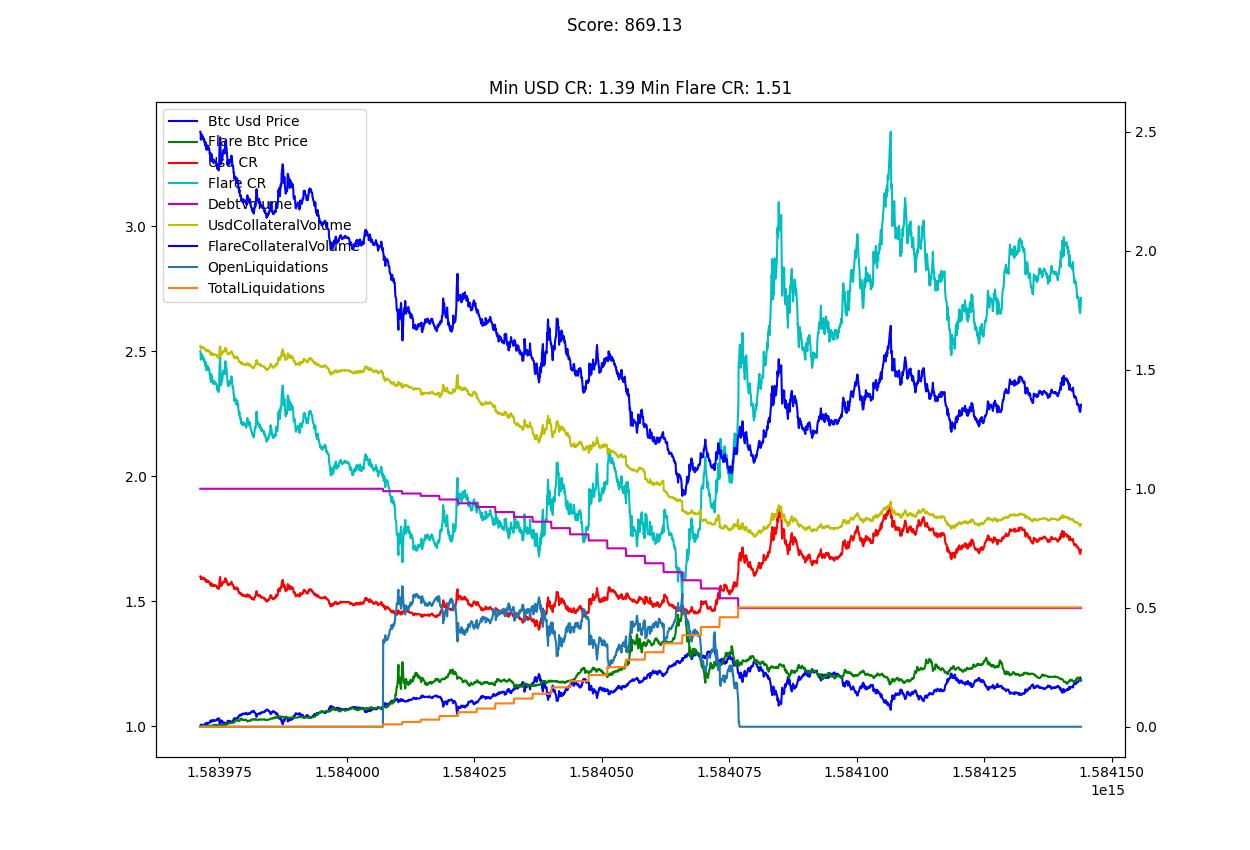 Score: 869.13
Min USD CR: 1.39 Min Flare CR: 1.51
Btc Usd Price
Flare Btc Price
Usd CR
Flare CR
DebtVolume
UsdCollateralVolume
FlareCollateralVolume
OpenLiquidations
TotalLiquidations
3.0
2.5
2.0
1.5
1.0
2.5
2.0
1.5
1.0
0.5
0.0
1.583975
1.584000
1.584025
1.584050
1.584075
1.584100
1.584125
1.584150
1e15